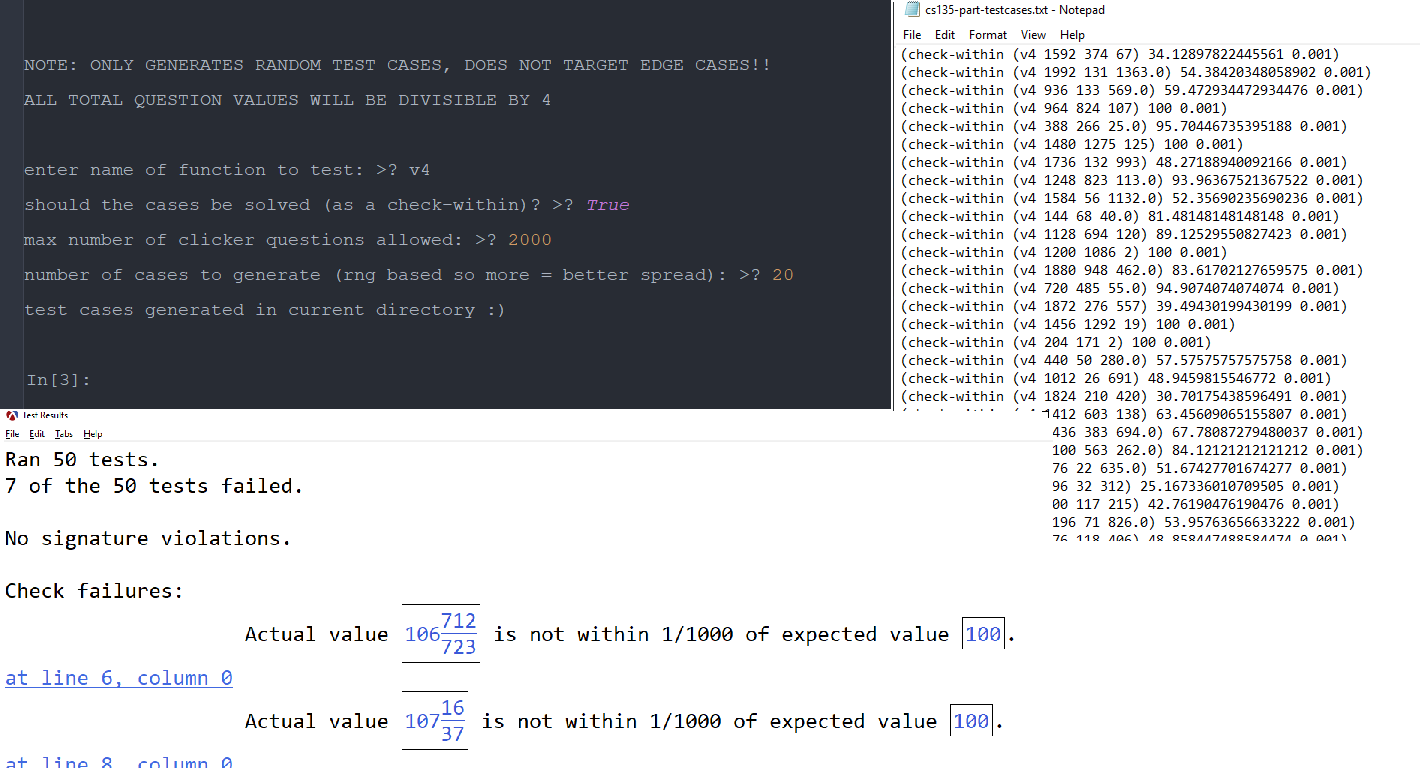 NOTE: ONLY GENERATES RANDOM TEST CASES, DOES NOT TARGET EDGE CASES!!
ALL TOTAL QUESTION VALUES WILL BE DIVISIBLE BY 4
enter name of function to test: >? v4
should the cases be solved (as a check-within)? >? True
max number of clicker questions allowed: >? 2000
number of cases to generate (rng based so more = better spread): >? 20
test cases generated in current directory :)
In[3]:
cs135-part-testcases.txt - Notepad
File Edit Format View Help
(check-within (v4 1592 374 67) 34.12897822445561 0.001)
(check-within (v4 1992 131 1363.0) 54.38420348058902 0.001)
(check-within (v4 936 133 569.0) 59.472934472934476 0.001)
(check-within (v4 964 824 107) 100 0.001)
(check-within (v4 388 266 25.0) 95.70446735395188 0.001)
(check-within (v4 1480 1275 125) 100 0.001)
(check-within (v4 1736 132 993) 48.27188940092166 0.001)
(check-within (v4 1248 823 113.0) 93.96367521367522 0.001)
(check-within (v4 1584 56 1132.0) 52.35690235690236 0.001)
(check-within (v4 144 68 40.0) 81.48148148148148 0.001)
(check-within (v4 1128 694 120) 89.12529550827423 0.001)
(check-within (v4 1200 1086 2) 100 0.001)
(check-within (v4 1880 948 462.0) 83.61702127659575 0.001)
(check-within (v4 720 485 55.0) 94.9074074074074 0.001)
(check-within (v4 1872 276 557) 39.49430199430199 0.001)
(check-within (v4 1456 1292 19) 100 0.001)
(check-within (v4 204 171 2) 100 0.001)
(check-within (v4 440 50 280.0) 57.57575757575758 0.001)
(check-within (v4 1012 26 691) 48.9459815546772 0.001)
(check-within (v4 1824 210 420) 30.70175438596491 0.001)
1412 603 138) 63.45609065155807 0.001)
436 383 694.0) 67.78087279480037 0.001)
100 563 262.0) 84.12121212121212 0.001)
76 22 635.0) 51.67427701674277 0.001)
96 32 312) 25.167336010709505 0.001)
00 117 215) 42.76190476190476 0.001)
196 71 826.0) 53.95763656633222 0.001)
76 118 406) 48.858447488584474 0.001)
Test Results
File Edit Tabs Help
Ran 50 tests.
7 of the 50 tests failed.
No signature violations.
Check failures:
Actual value 106 712/723 is not within 1/1000 of expected value 100.
at line 6, column 0
Actual value 107 16/37 is not within 1/1000 of expected value 100.
at line 8, column 0